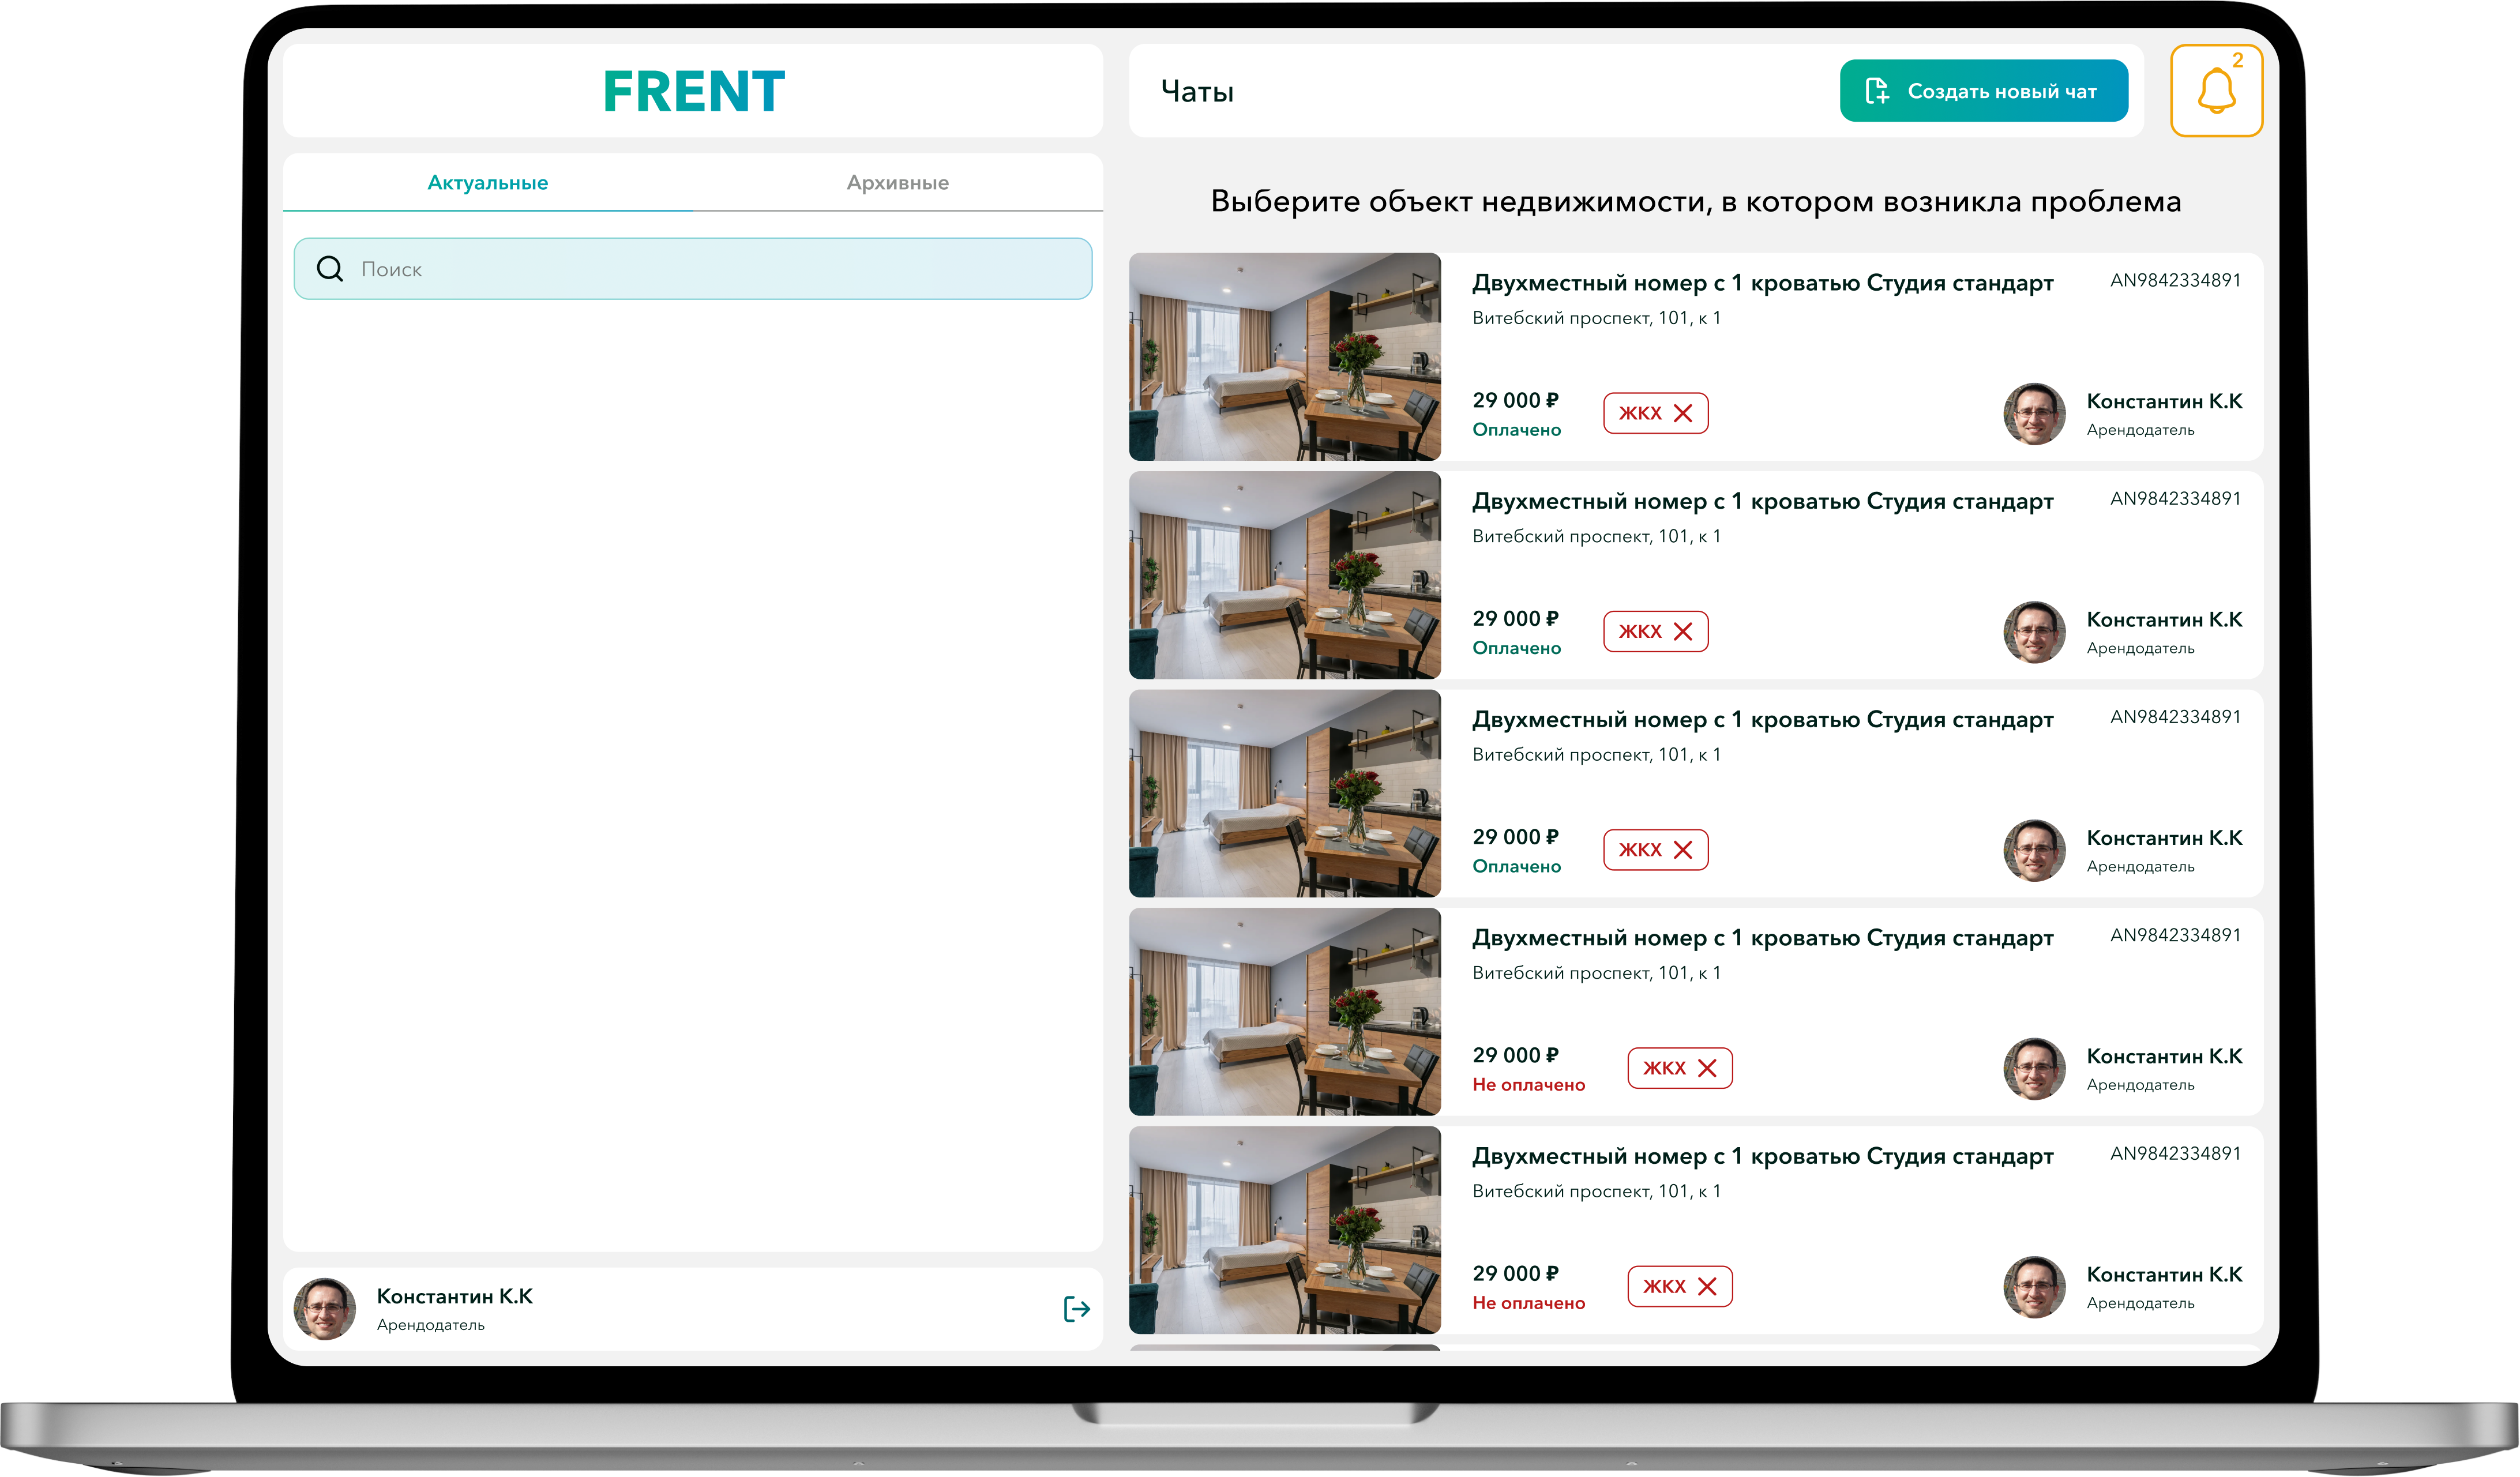 FRENT
Чаты
Создать новый чат
2
Актуальные
Архивные
Поиск
Константин К.К
Арендодатель
Выберите объект недвижимости, в котором возникла проблема
Двухместный номер с 1 кроватью Студия стандарт
AN9842334891
Витебский проспект, 101, к 1
29 000 ₽
Оплачено
ЖКХ
Константин К.К
Арендодатель
Двухместный номер с 1 кроватью Студия стандарт
AN9842334891
Витебский проспект, 101, к 1
29 000 ₽
Оплачено
ЖКХ
Константин К.К
Арендодатель
Двухместный номер с 1 кроватью Студия стандарт
AN9842334891
Витебский проспект, 101, к 1
29 000 ₽
Оплачено
ЖКХ
Константин К.К
Арендодатель
Двухместный номер с 1 кроватью Студия стандарт
AN9842334891
Витебский проспект, 101, к 1
29 000 ₽
Не оплачено
ЖКХ
Константин К.К
Арендодатель
Двухместный номер с 1 кроватью Студия стандарт
AN9842334891
Витебский проспект, 101, к 1
29 000 ₽
Не оплачено
ЖКХ
Константин К.К
Арендодатель